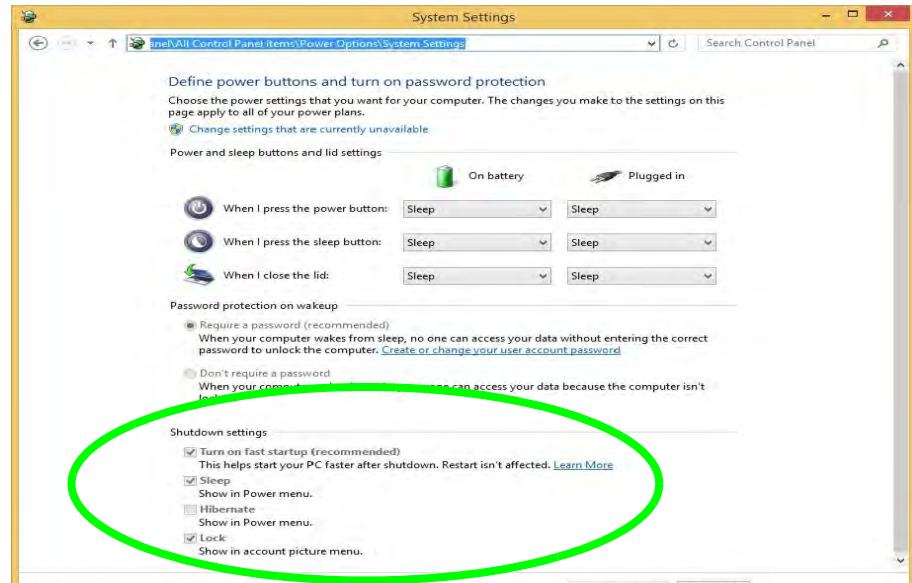 System Settings
anel\All Control Panel Items\Power Options\System Settings
Search Control Panel
Define power buttons and turn on password protection
Choose the power settings that you want for your computer. The changes you make to the settings on this
page apply to all of your power plans.
Change settings that are currently unavailable
Power and sleep buttons and lid settings
On battery Plugged in
When I press the power button: Sleep Sleep
When I press the sleep button: Sleep Sleep
When I close the lid: Sleep Sleep
Password protection on wakeup
Require a password (recommended)
When your computer wakes from sleep, no one can access your data without entering the correct
password to unlock the computer. Create or change your user account password
Don't require a password
When your can access your data because the computer isn't
Shutdown settings
Turn on fast startup (recommended)
This helps start your PC faster after shutdown. Restart isn't affected. Learn More
Sleep
Show in Power menu.
Hibernate
Show in Power menu.
Lock
Show in account picture menu.